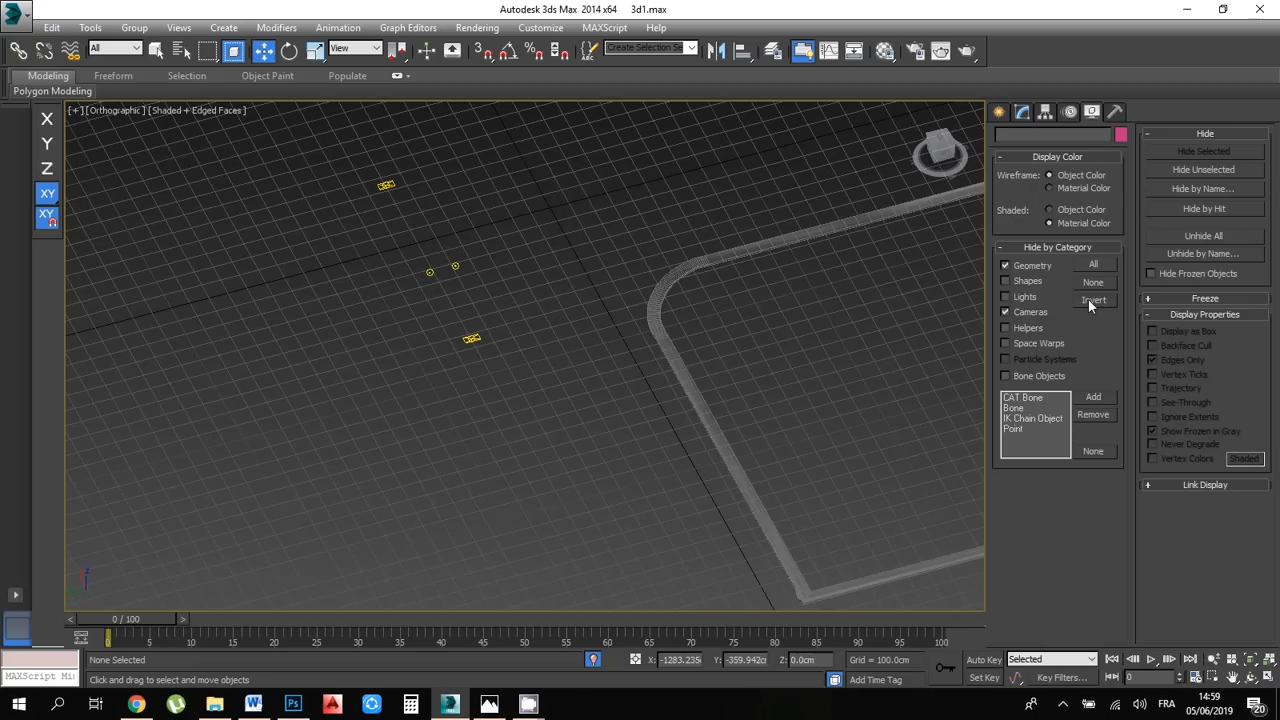 Autodesk 3ds Max 2014 x64 3d1.max
Edit Tools Group Views Create Modifiers Animation Graph Editors Rendering Customize MAXScript Help
All View Create Selection Se
Modeling Freeform Selection Object Paint Populate
Polygon Modeling
[+] [Orthographic] [Shaded + Edged Faces]
X
Y
Z
XY
XY
Display Color
Wireframe: Object Color
Material Color
Shaded: Object Color
Material Color
Hide by Category
Geometry All
Shapes None
Lights Invert
Cameras
Helpers
Space Warps
Particle Systems
Bone Objects
CAT Bone Add
Bone
IK Chain Object Remove
Point
None
Hide
Hide Selected
Hide Unselected
Hide by Name...
Hide by Hit
Unhide All
Unhide by Name...
Hide Frozen Objects
Freeze
Display Properties
Display as Box
Backface Cull
Edges Only
Vertex Ticks
Trajectory
See-Through
Ignore Extents
Show Frozen in Gray
Never Degrade
Vertex Colors Shaded
Link Display
< 0 / 100 >
0 5 10 15 20 25 30 35 40 45 50 55 60 65 70 75 80 85 90 95 100
None Selected X: -1283.235 Y: -359.942c Z: 0.0cm Grid = 100.0cm Auto Key Selected
MAXScript Mi Click and drag to select and move objects Add Time Tag Set Key Key Filters... 0
14:59
FRA
05/06/2019
20